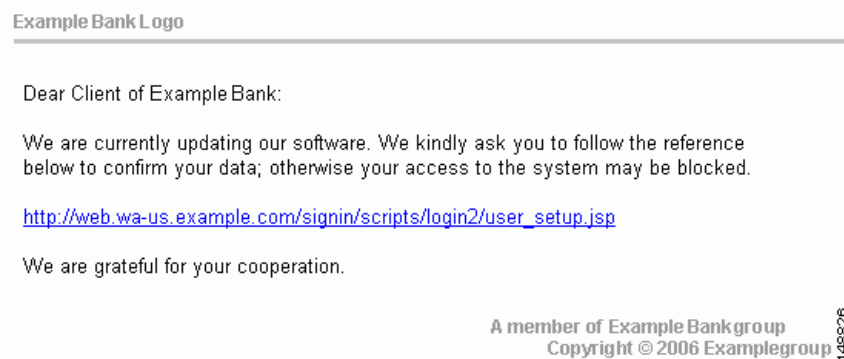 Example Bank Logo
Dear Client of Example Bank:
We are currently updating our software. We kindly ask you to follow the reference
below to confirm your data; otherwise your access to the system may be blocked.
http://web.wa-us.example.com/signin/scripts/login2/user_setup.jsp
We are grateful for your cooperation.
A member of Example Bankgroup
Copyright © 2006 Examplegroup
148826